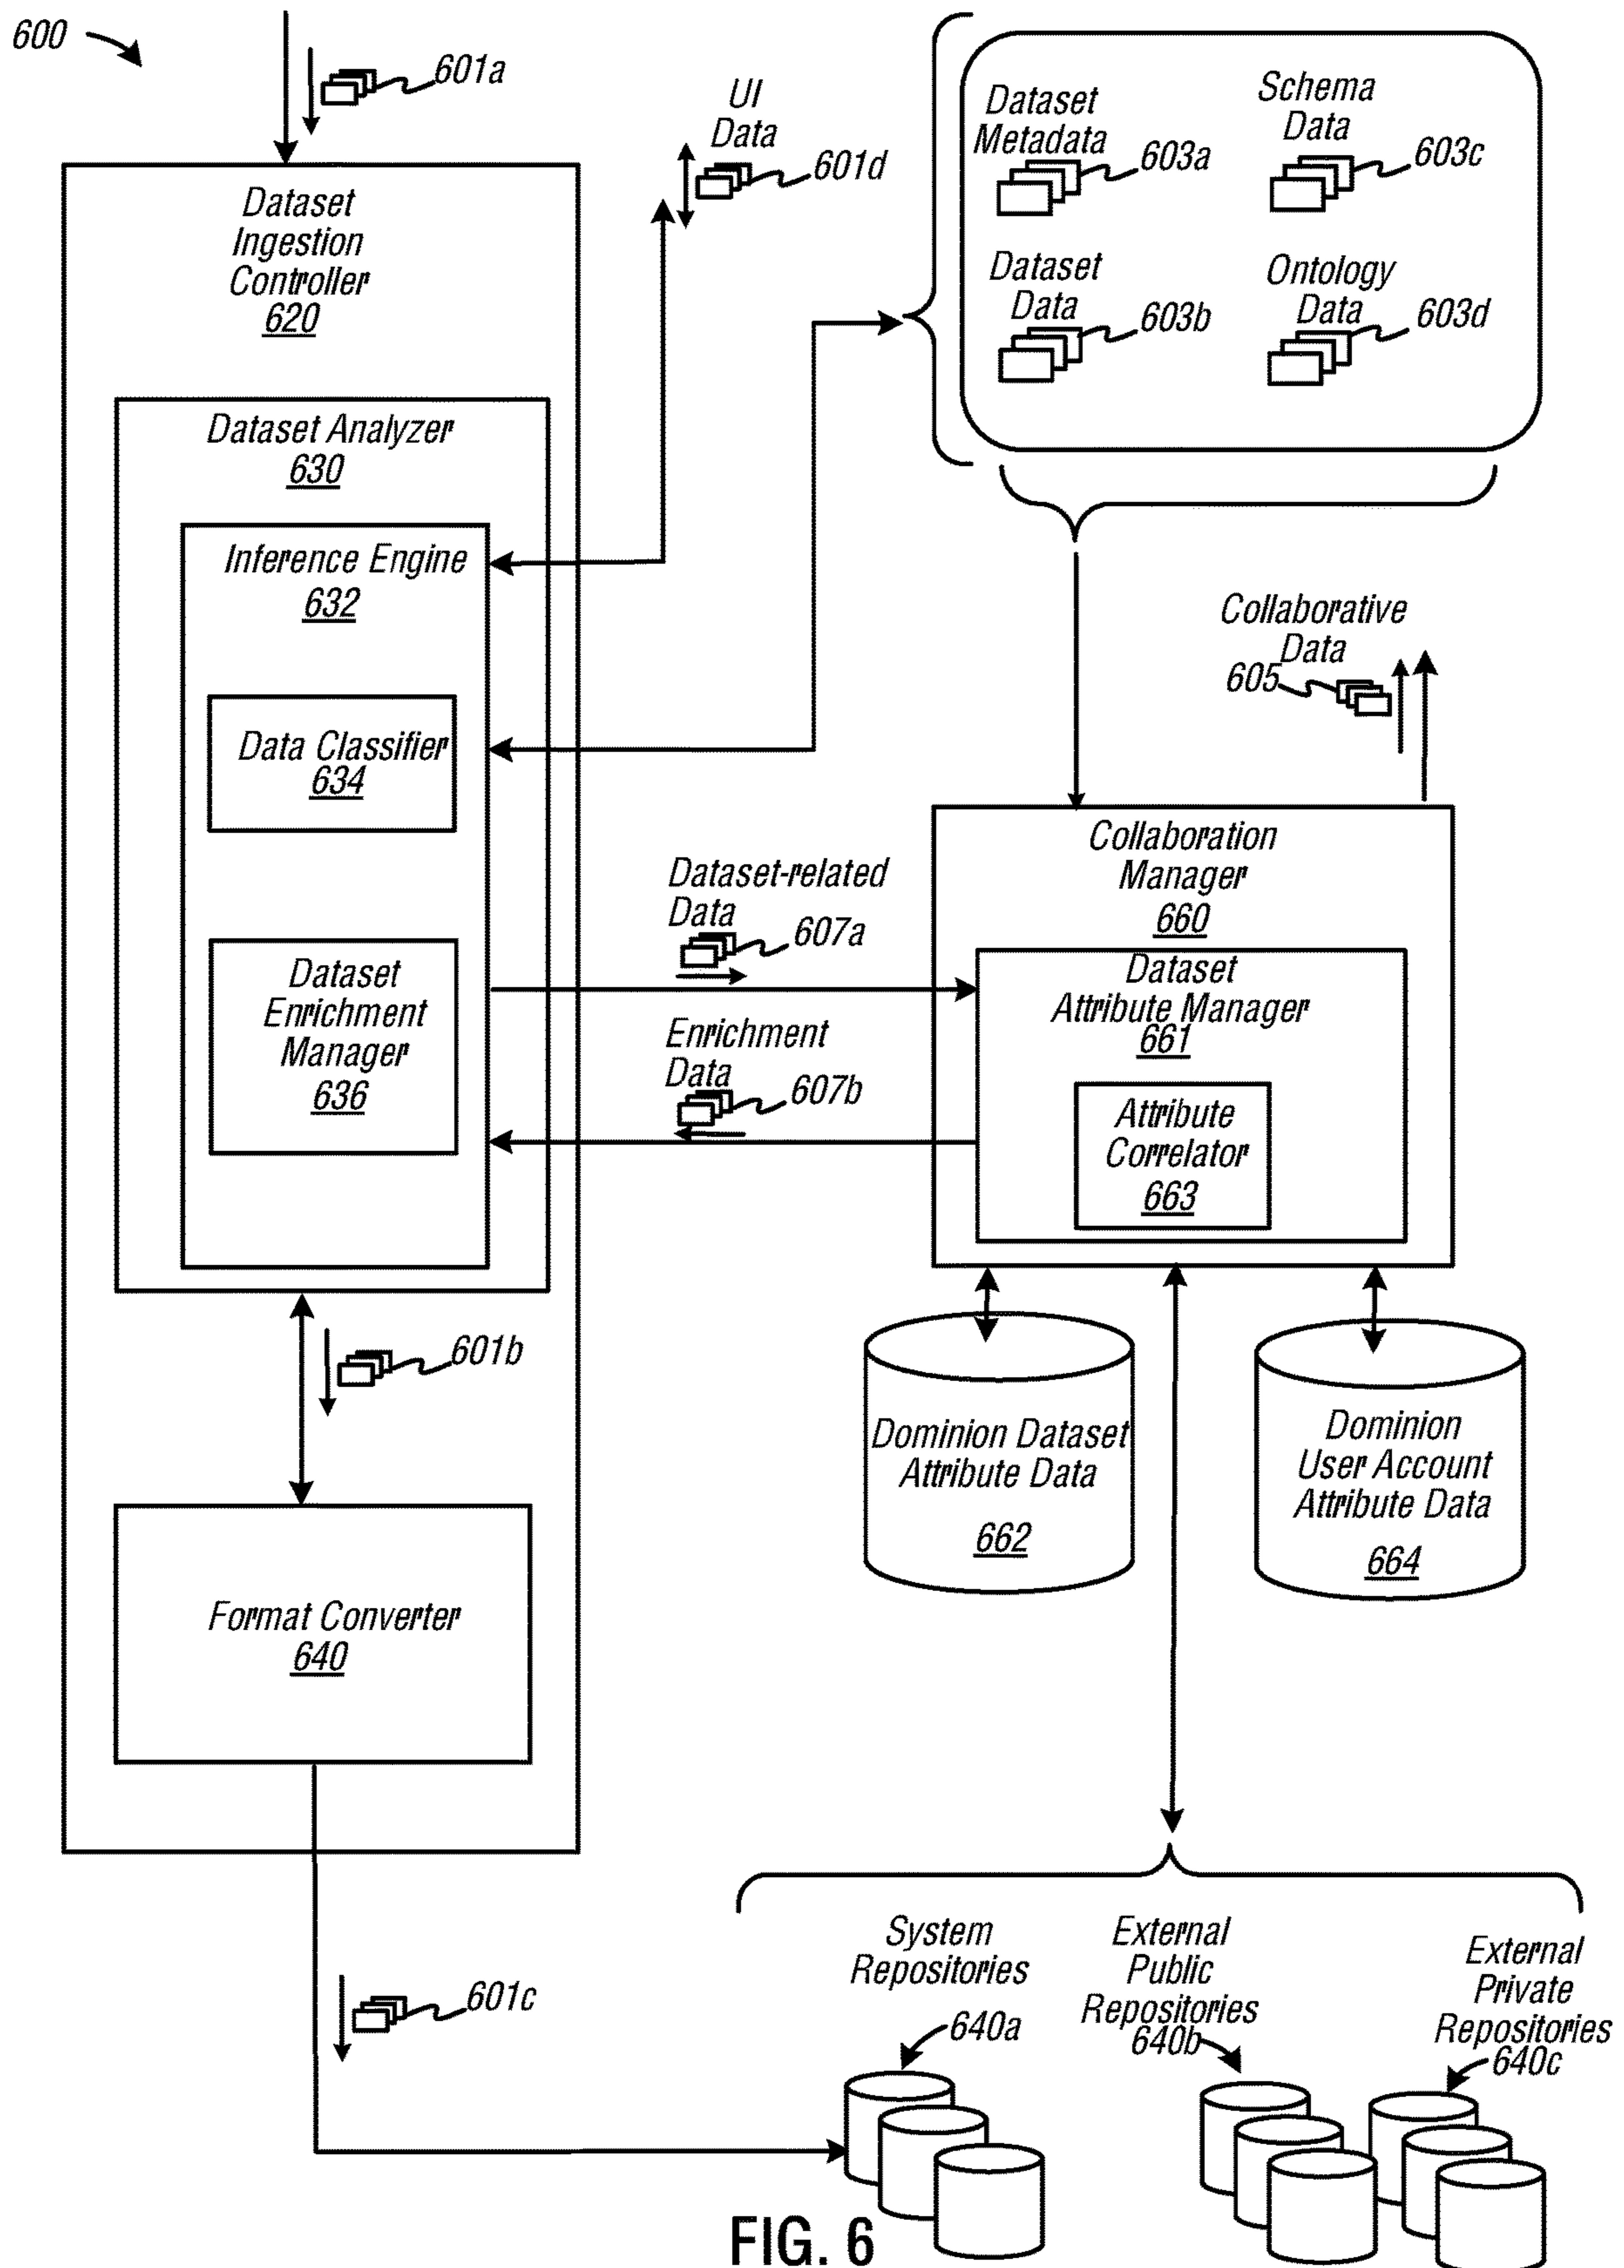 600
601a
UI
Data
601d
Dataset
Metadata
603a
Schema
Data
603c
Dataset
Data
603b
Ontology
Data
603d
Dataset
Ingestion
Controller
620
Dataset Analyzer
630
Inference Engine
632
Data Classifier
634
Dataset
Enrichment
Manager
636
Collaborative
Data
605
Dataset-related
Data
607a
Enrichment
Data
607b
Collaboration
Manager
660
Dataset
Attribute Manager
661
Attribute
Correlator
663
601b
Dominion Dataset
Attribute Data
662
Dominion
User Account
Attribute Data
664
Format Converter
640
601c
System
Repositories
640a
External
Public
Repositories
640b
External
Private
Repositories
640c
FIG. 6